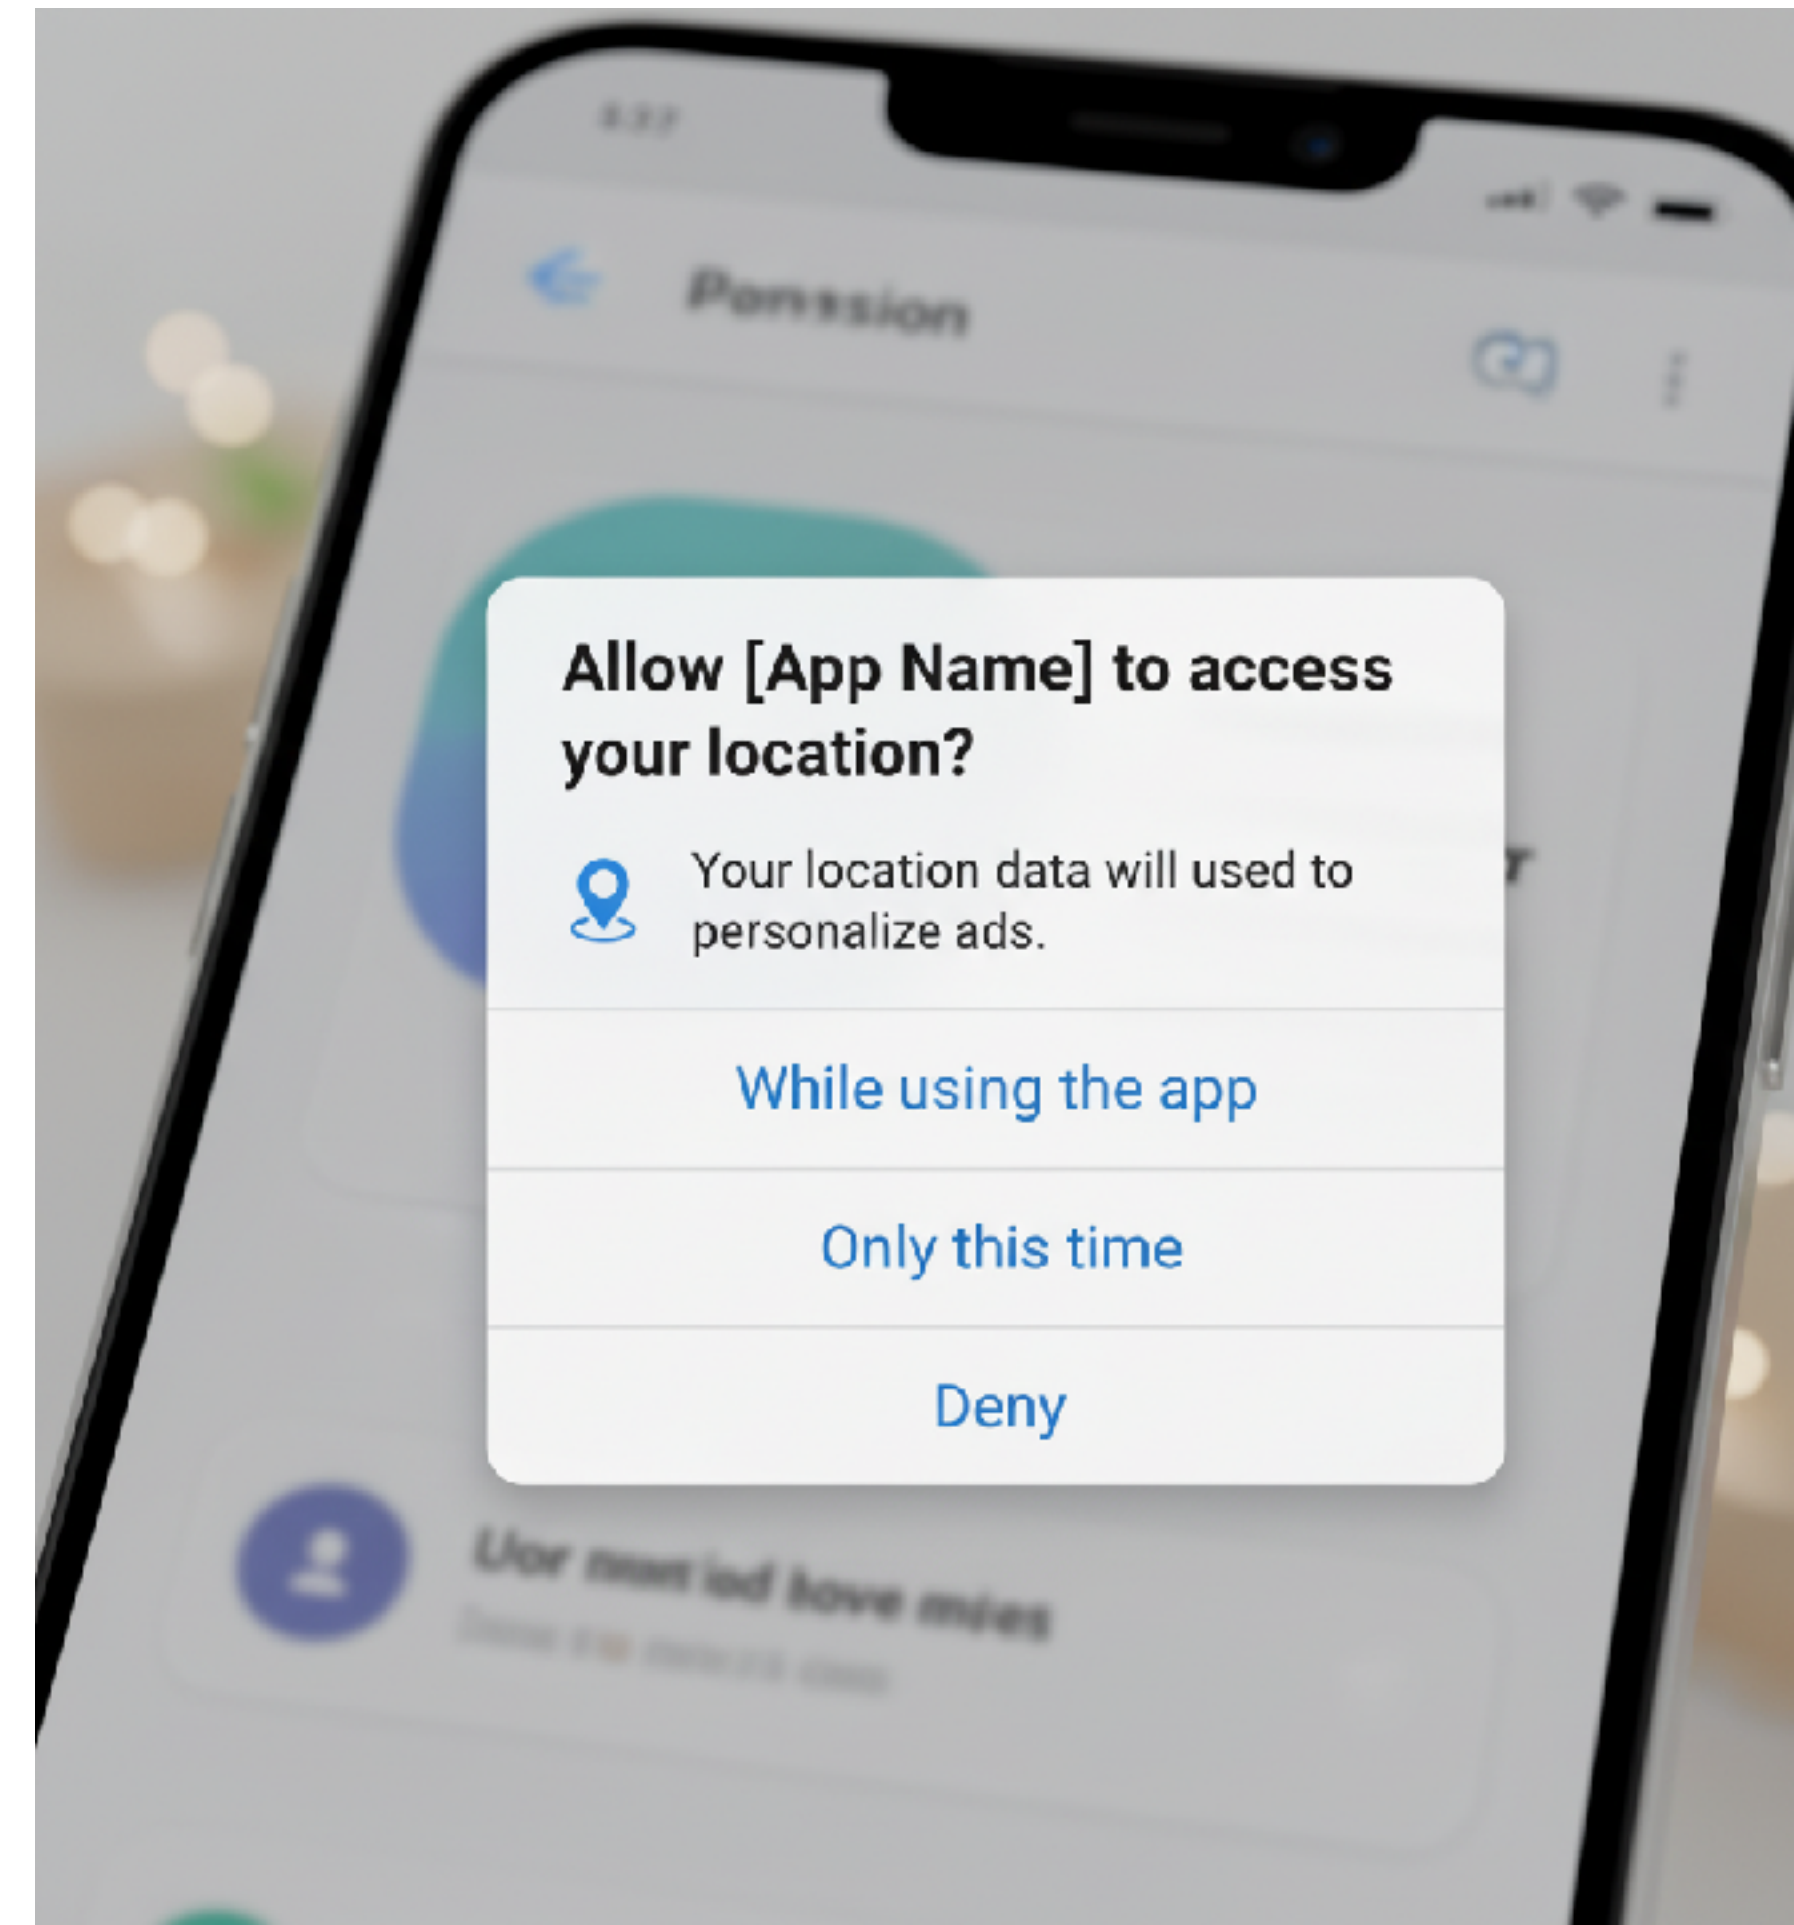 Allow [App Name] to access
your location?
Your location data will used to
personalize ads.
While using the app
Only this time
Deny